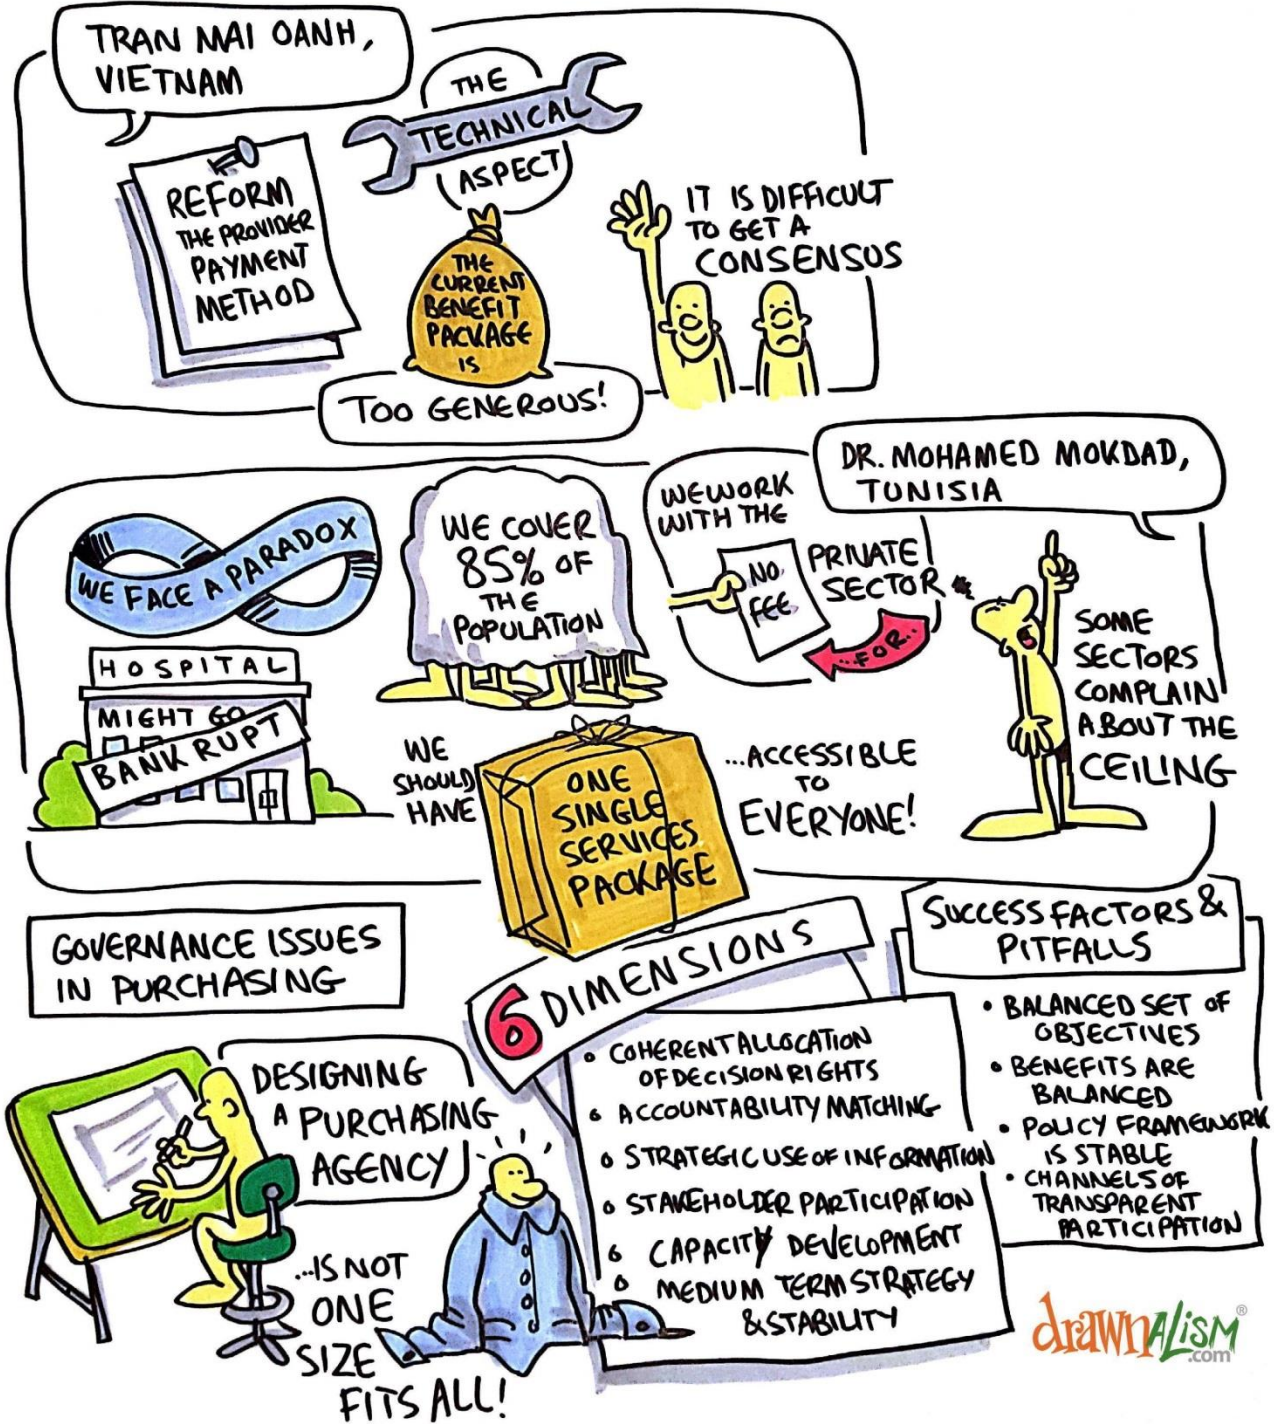 TRAN MAI OANH,
VIETNAM
REFORM
THE PROVIDER
PAYMENT
METHOD
THE
TECHNICAL
ASPECT
THE
CURRENT
BENEFIT
PACKAGE
IS
TOO GENEROUS!
IT IS DIFFICULT
TO GET A
CONSENSUS
DR. MOHAMED MOKDAD,
TUNISIA
WE FACE A PARADOX
HOSPITAL
MIGHT GO
BANKRUPT
WE COVER
85% OF
THE
POPULATION
WE WORK
WITH THE
PRIVATE
SECTOR
..FOR..
NO
FEE
SOME
SECTORS
COMPLAIN
ABOUT THE
CEILING
WE
SHOULD
HAVE
ONE
SINGLE
SERVICES
PACKAGE
...ACCESSIBLE
TO
EVERYONE!
GOVERNANCE ISSUES
IN PURCHASING
DESIGNING
A PURCHASING
AGENCY
...IS NOT
ONE
SIZE
FITS ALL!
6 DIMENSIONS
• COHERENT ALLOCATION
OF DECISION RIGHTS
• ACCOUNTABILITY MATCHING
• STRATEGIC USE OF INFORMATION
• STAKEHOLDER PARTICIPATION
• CAPACITY DEVELOPMENT
• MEDIUM TERM STRATEGY
& STABILITY
SUCCESS FACTORS &
PITFALLS
• BALANCED SET OF
OBJECTIVES
• BENEFITS ARE
BALANCED
• POLICY FRAMEWORK
IS STABLE
• CHANNELS OF
TRANSPARENT
PARTICIPATION
drawnALiSM®
.com